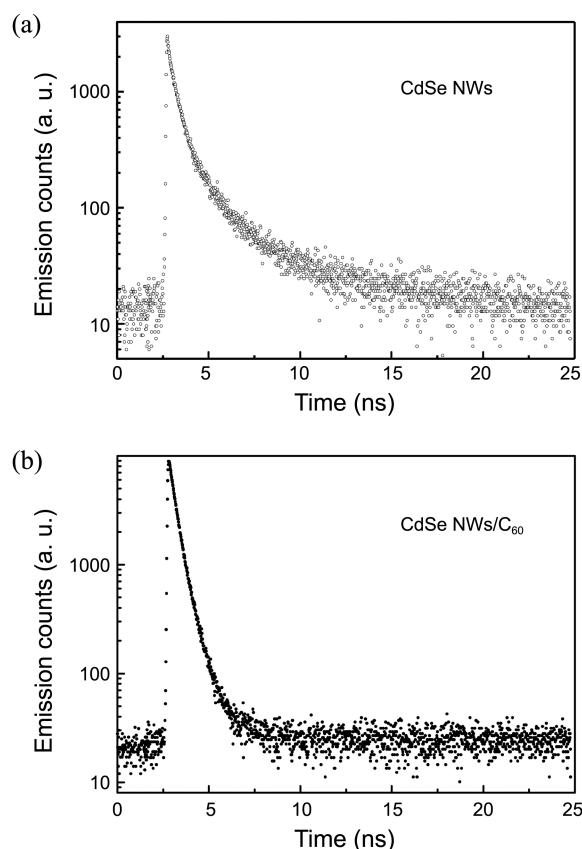 (a)
CdSe NWs
Emission counts (a. u.)
1000
100
10
0 5 10 15 20 25
Time (ns)
(b)
CdSe NWs/C₆₀
Emission counts (a. u.)
1000
100
10
0 5 10 15 20 25
Time (ns)